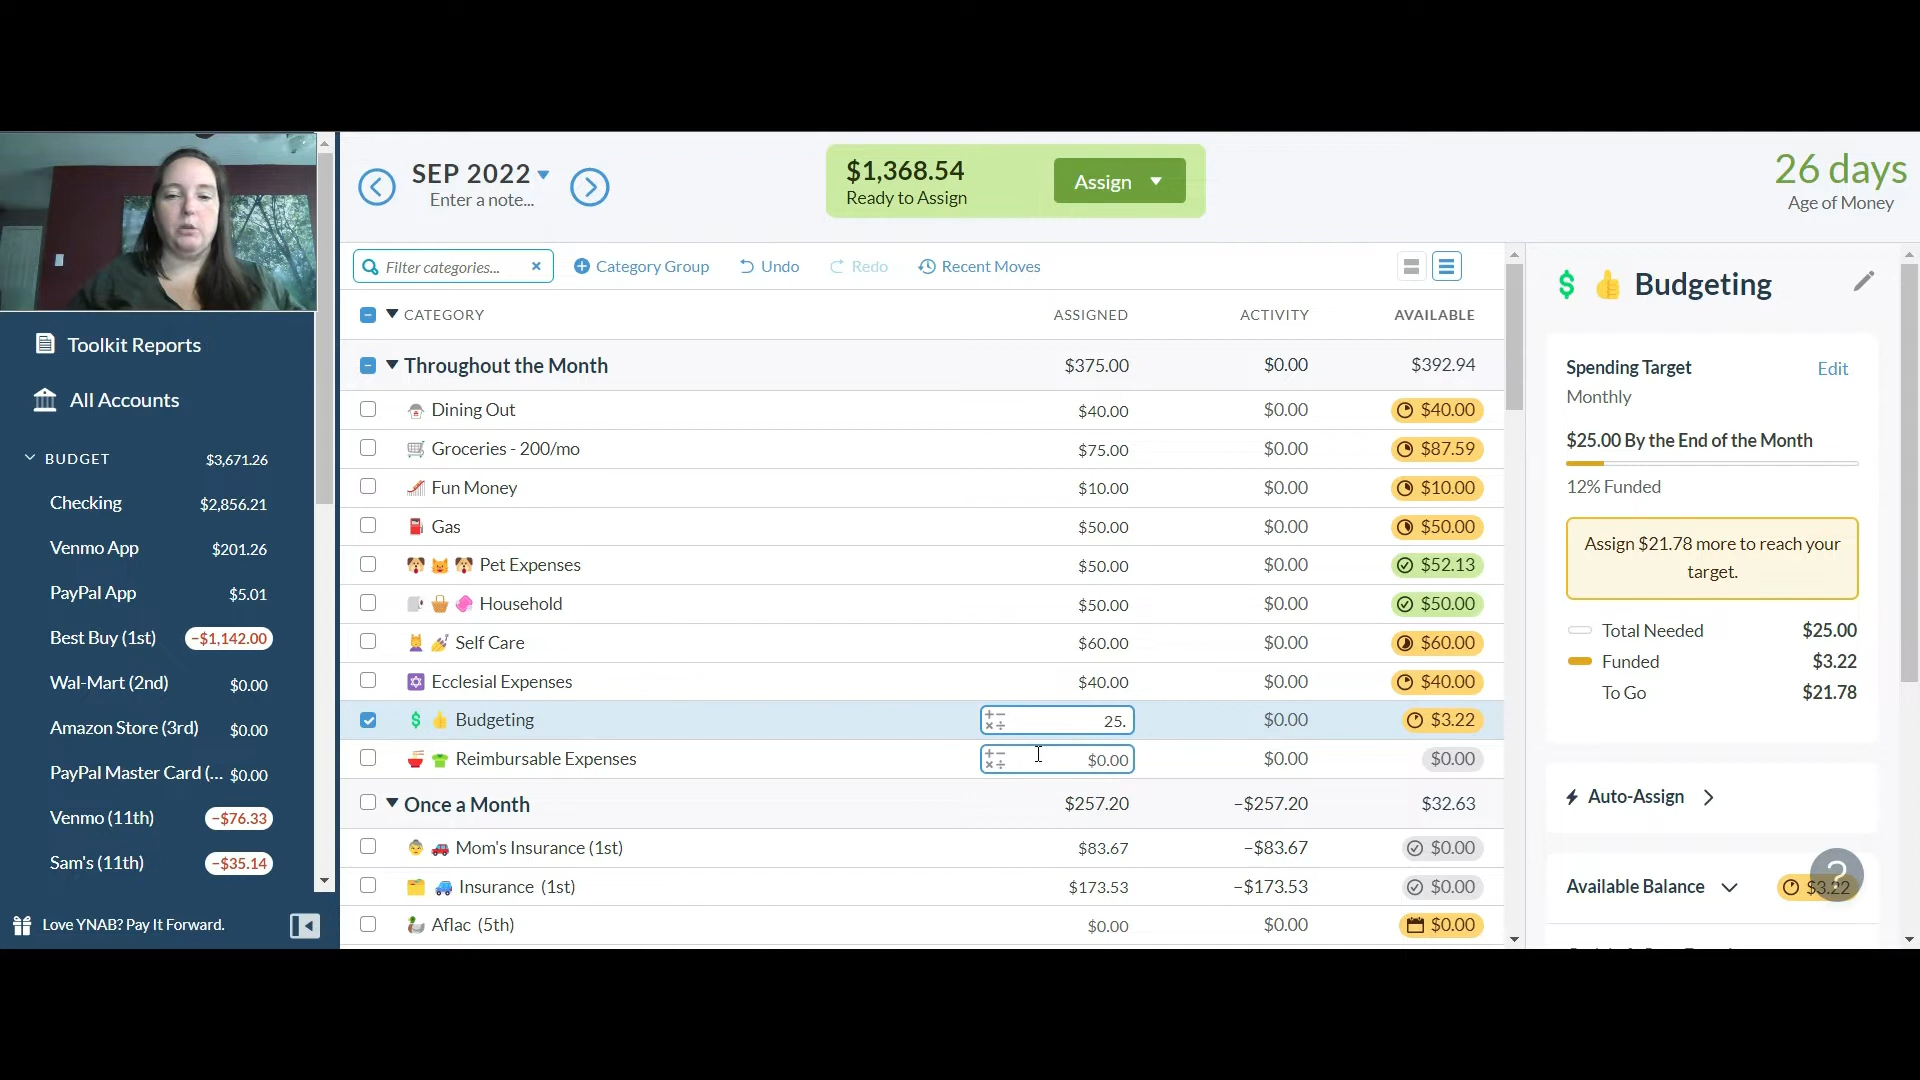 SEP 2022
Enter a note...
$1,368.54
Ready to Assign
Assign
26 days
Age of Money
Toolkit Reports
All Accounts
BUDGET $3,671.26
Checking $2,856.21
Venmo App $201.26
PayPal App $5.01
Best Buy (1st) −$1,142.00
Wal-Mart (2nd) $0.00
Amazon Store (3rd) $0.00
PayPal Master Card (... $0.00
Venmo (11th) −$76.33
Sam's (11th) −$35.14
Love YNAB? Pay It Forward.
Filter categories...
Category Group
Undo
Redo
Recent Moves
CATEGORY ASSIGNED ACTIVITY AVAILABLE
Throughout the Month $375.00 $0.00 $392.94
Dining Out $40.00 $0.00 $40.00
Groceries - 200/mo $75.00 $0.00 $87.59
Fun Money $10.00 $0.00 $10.00
Gas $50.00 $0.00 $50.00
Pet Expenses $50.00 $0.00 $52.13
Household $50.00 $0.00 $50.00
Self Care $60.00 $0.00 $60.00
Ecclesial Expenses $40.00 $0.00 $40.00
Budgeting 25. $0.00 $3.22
Reimbursable Expenses $0.00 $0.00 $0.00
Once a Month $257.20 −$257.20 $32.63
Mom's Insurance (1st) $83.67 −$83.67 $0.00
Insurance (1st) $173.53 −$173.53 $0.00
Aflac (5th) $0.00 $0.00 $0.00
Budgeting
Spending Target Edit
Monthly
$25.00 By the End of the Month
12% Funded
Assign $21.78 more to reach your
target.
Total Needed $25.00
Funded $3.22
To Go $21.78
Auto-Assign
Available Balance $3.22